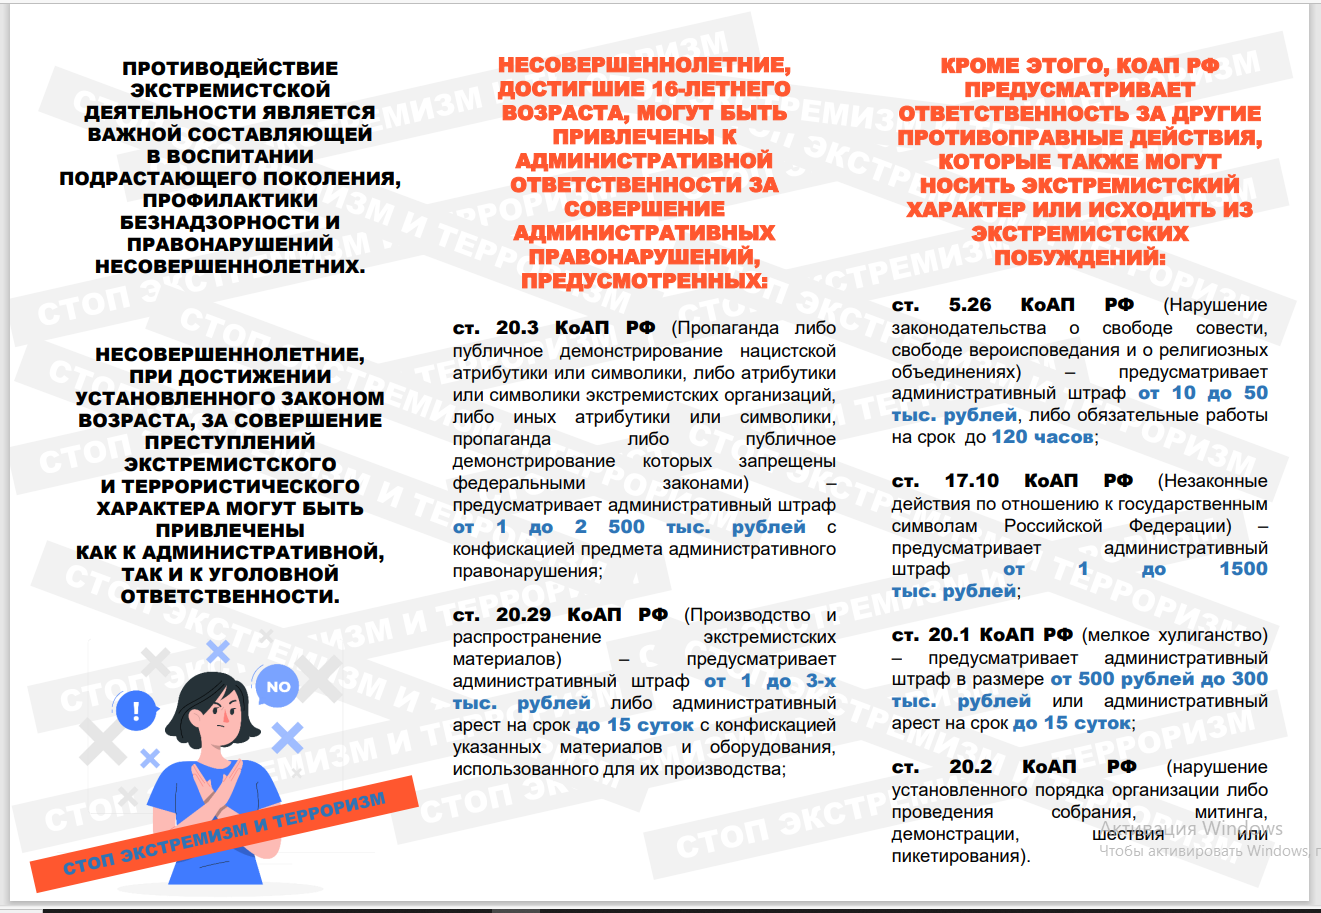 ПРОТИВОДЕЙСТВИЕ
ЭКСТРЕМИСТСКОЙ
ДЕЯТЕЛЬНОСТИ ЯВЛЯЕТСЯ
ВАЖНОЙ СОСТАВЛЯЮЩЕЙ
В ВОСПИТАНИИ
ПОДРАСТАЮЩЕГО ПОКОЛЕНИЯ,
ПРОФИЛАКТИКИ
БЕЗНАДЗОРНОСТИ И
ПРАВОНАРУШЕНИЙ
НЕСОВЕРШЕННОЛЕТНИХ.
НЕСОВЕРШЕННОЛЕТНИЕ,
ПРИ ДОСТИЖЕНИИ
УСТАНОВЛЕННОГО ЗАКОНОМ
ВОЗРАСТА, ЗА СОВЕРШЕНИЕ
ПРЕСТУПЛЕНИЙ
ЭКСТРЕМИСТСКОГО
И ТЕРРОРИСТИЧЕСКОГО
ХАРАКТЕРА МОГУТ БЫТЬ
ПРИВЛЕЧЕНЫ
КАК К АДМИНИСТРАТИВНОЙ,
ТАК И К УГОЛОВНОЙ
ОТВЕТСТВЕННОСТИ.
!
NO
СТОП ЭКСТРЕМИЗМ И ТЕРРОРИЗМ
НЕСОВЕРШЕННОЛЕТНИЕ,
ДОСТИГШИЕ 16-ЛЕТНЕГО
ВОЗРАСТА, МОГУТ БЫТЬ
ПРИВЛЕЧЕНЫ К
АДМИНИСТРАТИВНОЙ
ОТВЕТСТВЕННОСТИ ЗА
СОВЕРШЕНИЕ
АДМИНИСТРАТИВНЫХ
ПРАВОНАРУШЕНИЙ,
ПРЕДУСМОТРЕННЫХ:
ст. 20.3 КоАП РФ (Пропаганда либо
публичное демонстрирование нацистской
атрибутики или символики, либо атрибутики
или символики экстремистских организаций,
либо иных атрибутики или символики,
пропаганда либо публичное
демонстрирование которых запрещены
федеральными законами) –
предусматривает административный штраф
от 1 до 2 500 тыс. рублей с
конфискацией предмета административного
правонарушения;
ст. 20.29 КоАП РФ (Производство и
распространение экстремистских
материалов) – предусматривает
административный штраф от 1 до 3-х
тыс. рублей либо административный
арест на срок до 15 суток с конфискацией
указанных материалов и оборудования,
использованного для их производства;
КРОМЕ ЭТОГО, КОАП РФ
ПРЕДУСМАТРИВАЕТ
ОТВЕТСТВЕННОСТЬ ЗА ДРУГИЕ
ПРОТИВОПРАВНЫЕ ДЕЙСТВИЯ,
КОТОРЫЕ ТАКЖЕ МОГУТ
НОСИТЬ ЭКСТРЕМИСТСКИЙ
ХАРАКТЕР ИЛИ ИСХОДИТЬ ИЗ
ЭКСТРЕМИСТСКИХ
ПОБУЖДЕНИЙ:
ст. 5.26 КоАП РФ (Нарушение
законодательства о свободе совести,
свободе вероисповедания и о религиозных
объединениях) – предусматривает
административный штраф от 10 до 50
тыс. рублей, либо обязательные работы
на срок до 120 часов;
ст. 17.10 КоАП РФ (Незаконные
действия по отношению к государственным
символам Российской Федерации) –
предусматривает административный
штраф от 1 до 1500
тыс. рублей;
ст. 20.1 КоАП РФ (мелкое хулиганство)
– предусматривает административный
штраф в размере от 500 рублей до 300
тыс. рублей или административный
арест на срок до 15 суток;
ст. 20.2 КоАП РФ (нарушение
установленного порядка организации либо
проведения собрания, митинга,
демонстрации, шествия или
пикетирования).
Активация Windows
Чтобы активировать Windows,